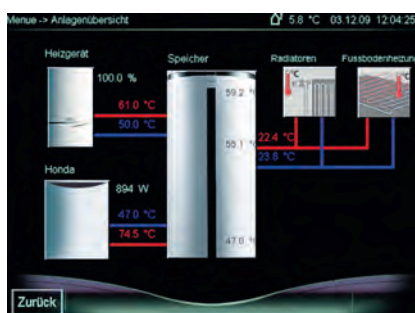 Menue -> Anlagenübersicht
5.8 °C 03.12.09 12:04:25
Heizgerät
Speicher
Radiatoren
Fussbodenheizung
100.0 %
°C
°C
59.2 °C
61.0 °C
50.0 °C
55.1 °C
22.4 °C
23.8 °C
Honda
894 W
47.0 °C
74.5 °C
47.0 °C
Zurück